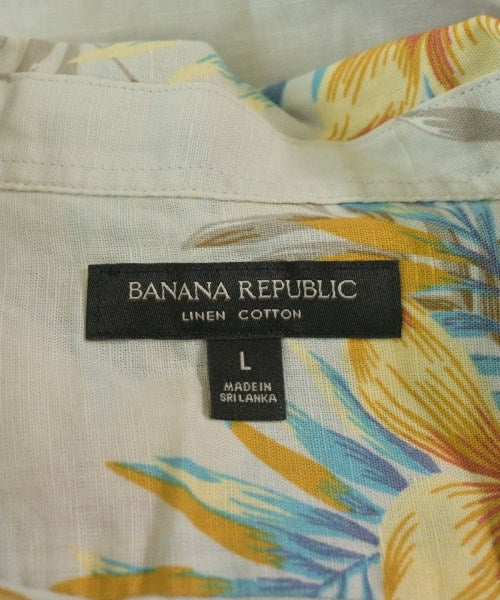 BANANA REPUBLIC
LINEN COTTON
L
MADE IN
SRI LANKA